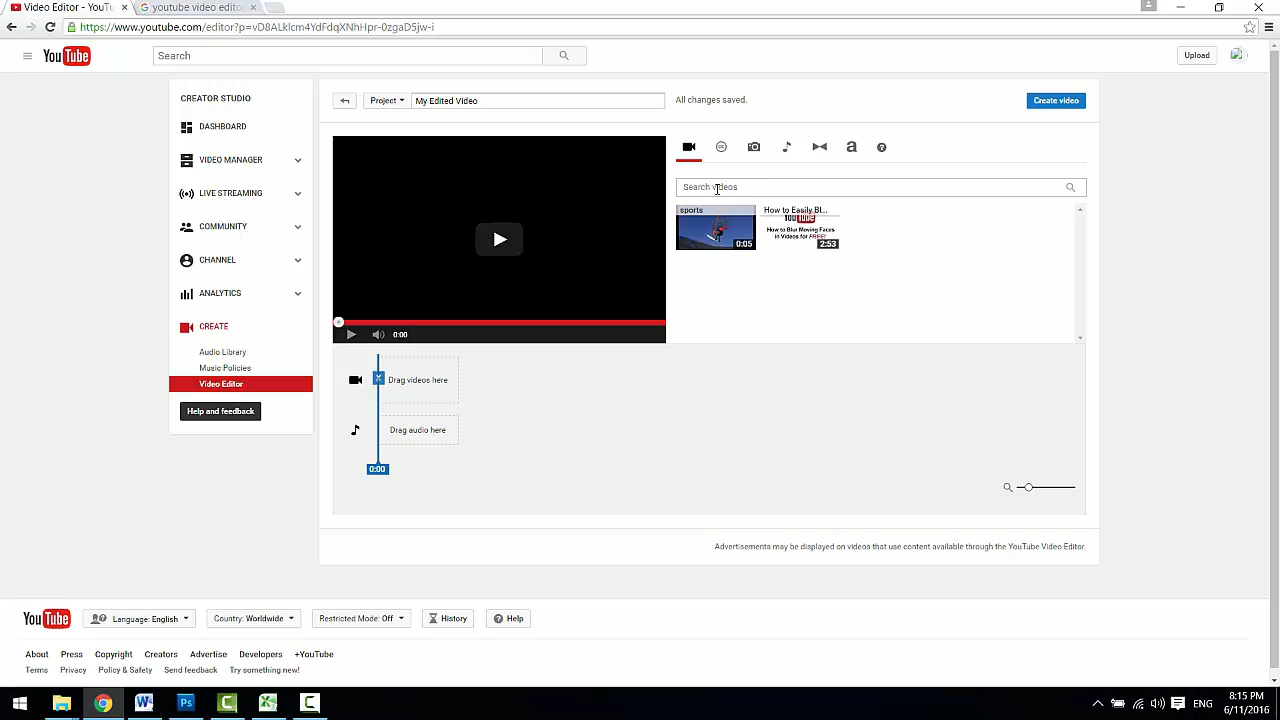 Video Editor - YouTu
youtube video editor
https://www.youtube.com/editor?p=vD8ALklcm4YdFdqXNhHpr-0zgaD5jw-i
YouTube
Search
Upload
CREATOR STUDIO
DASHBOARD
VIDEO MANAGER
LIVE STREAMING
COMMUNITY
CHANNEL
ANALYTICS
CREATE
Audio Library
Music Policies
Video Editor
Help and feedback
Project
My Edited Video
All changes saved.
Create video
0:00
Search videos
sports
0:05
How to Easily Bl...
YouTube
How to Blur Moving Faces
in Videos for FREE!
2:53
Drag videos here
Drag audio here
0:00
Advertisements may be displayed on videos that use content available through the YouTube Video Editor.
YouTube
Language: English
Country: Worldwide
Restricted Mode: Off
History
Help
About Press Copyright Creators Advertise Developers +YouTube
Terms Privacy Policy & Safety Send feedback Try something new!
ENG
8:15 PM
6/11/2016